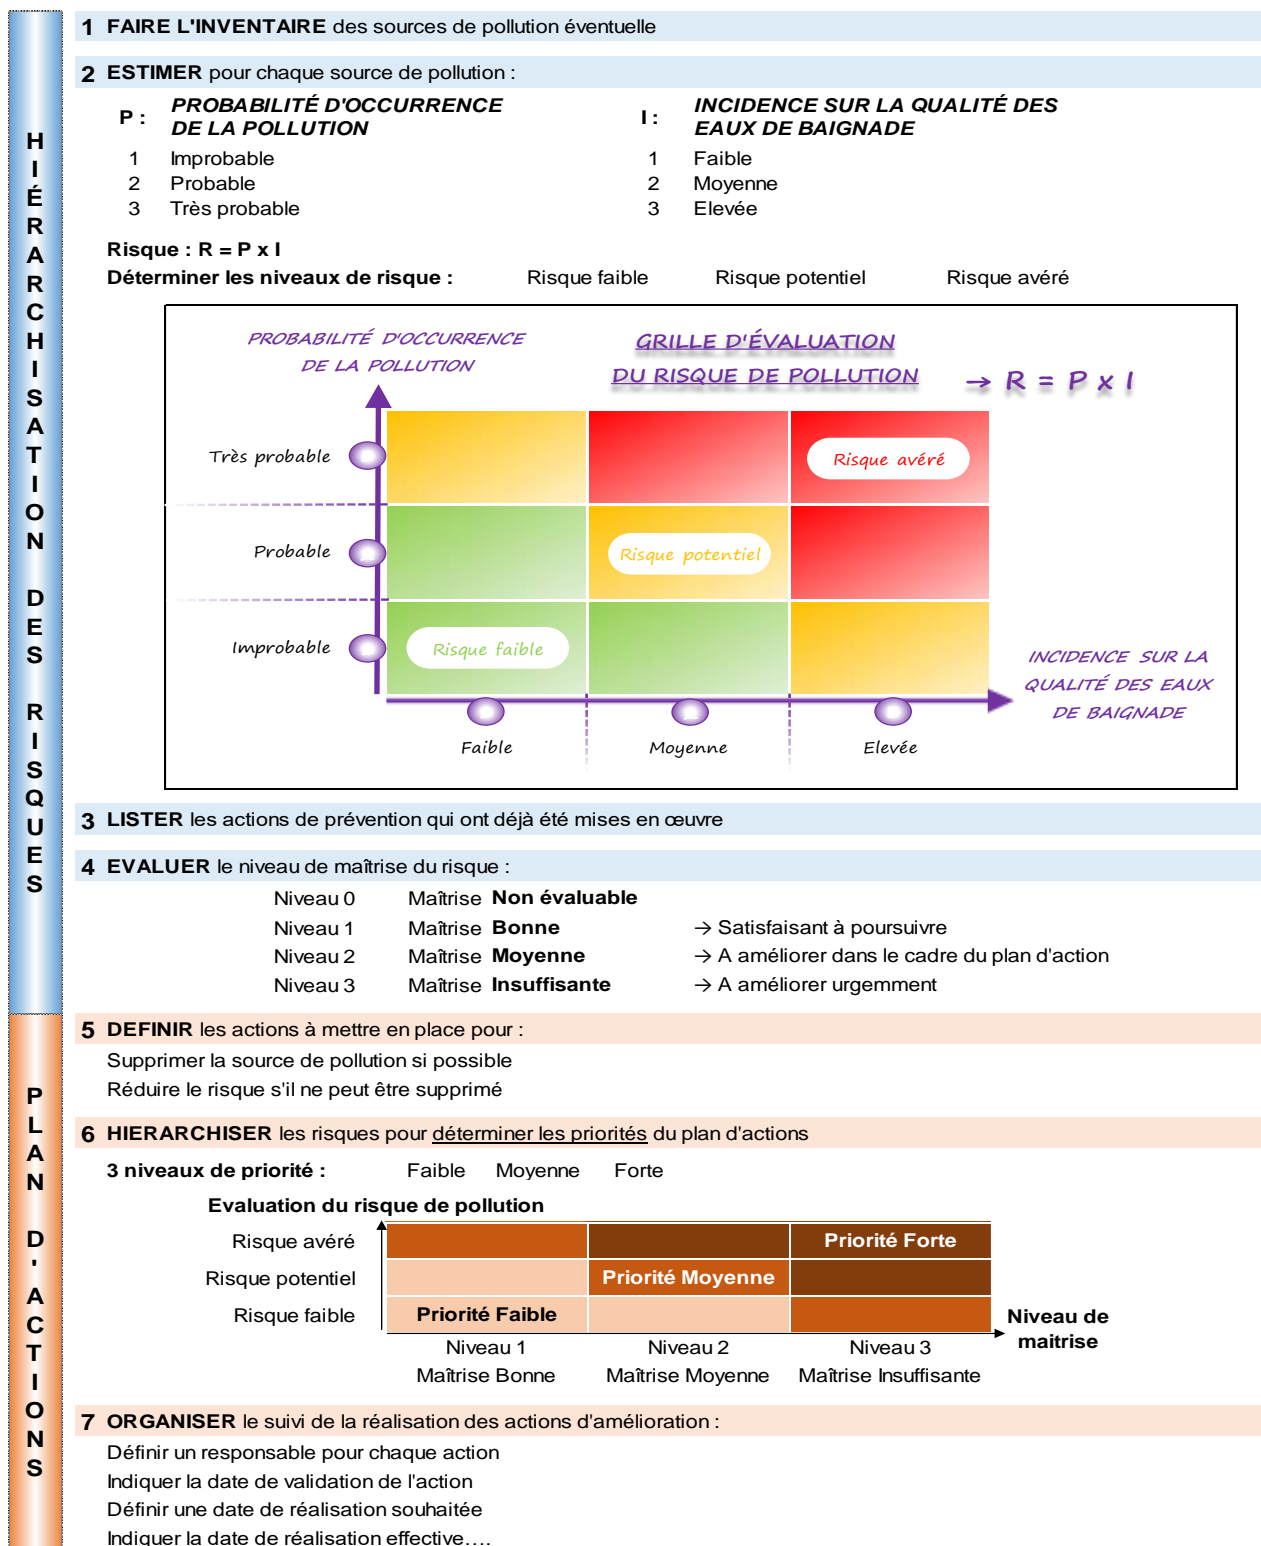 HIÉRARCHISATION DES RISQUES
1 FAIRE L'INVENTAIRE des sources de pollution éventuelle
2 ESTIMER pour chaque source de pollution :
P : PROBABILITÉ D'OCCURRENCE
DE LA POLLUTION
I : INCIDENCE SUR LA QUALITÉ DES
EAUX DE BAIGNADE
1 Improbable
1 Faible
2 Probable
2 Moyenne
3 Très probable
3 Elevée
Risque : R = P x I
Déterminer les niveaux de risque : Risque faible Risque potentiel Risque avéré
PROBABILITÉ D'OCCURRENCE
DE LA POLLUTION
GRILLE D'ÉVALUATION
DU RISQUE DE POLLUTION → R = P x I
Très probable
Risque avéré
Probable
Risque potentiel
Improbable
Risque faible
INCIDENCE SUR LA
QUALITÉ DES EAUX
DE BAIGNADE
Faible Moyenne Elevée
3 LISTER les actions de prévention qui ont déjà été mises en œuvre
4 EVALUER le niveau de maîtrise du risque :
Niveau 0 Maîtrise Non évaluable
Niveau 1 Maîtrise Bonne → Satisfaisant à poursuivre
Niveau 2 Maîtrise Moyenne → A améliorer dans le cadre du plan d'action
Niveau 3 Maîtrise Insuffisante → A améliorer urgemment
PLAN D'ACTIONS
5 DEFINIR les actions à mettre en place pour :
Supprimer la source de pollution si possible
Réduire le risque s'il ne peut être supprimé
6 HIERARCHISER les risques pour déterminer les priorités du plan d'actions
3 niveaux de priorité : Faible Moyenne Forte
Evaluation du risque de pollution
Risque avéré Priorité Forte
Risque potentiel Priorité Moyenne
Risque faible Priorité Faible
Niveau de
maitrise
Niveau 1 Niveau 2 Niveau 3
Maîtrise Bonne Maîtrise Moyenne Maîtrise Insuffisante
7 ORGANISER le suivi de la réalisation des actions d'amélioration :
Définir un responsable pour chaque action
Indiquer la date de validation de l'action
Définir une date de réalisation souhaitée
Indiquer la date de réalisation effective….